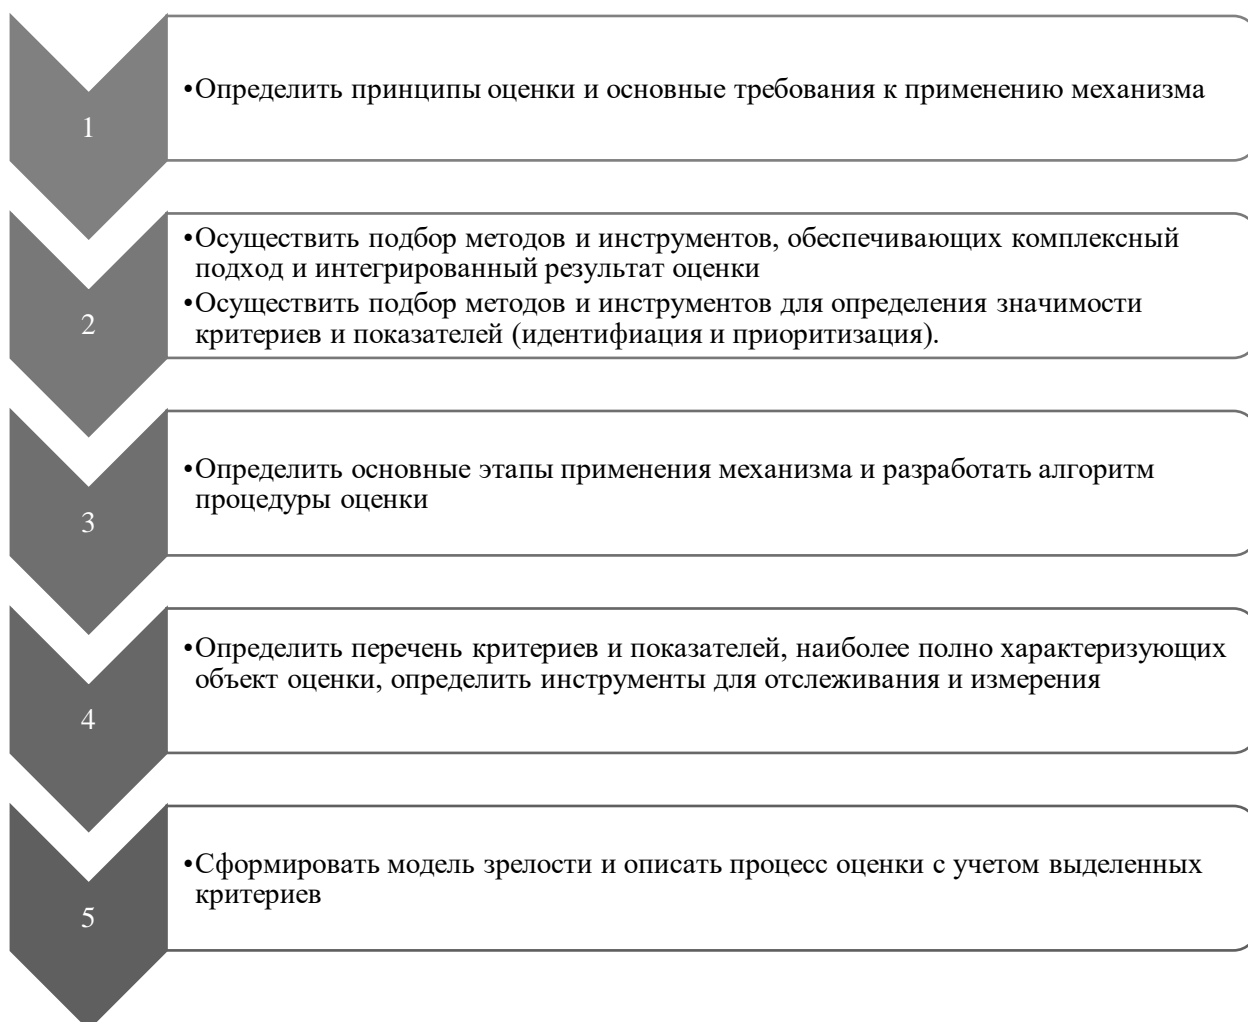 1
•Определить принципы оценки и основные требования к применению механизма
2
•Осуществить подбор методов и инструментов, обеспечивающих комплексный
подход и интегрированный результат оценки
•Осуществить подбор методов и инструментов для определения значимости
критериев и показателей (идентифиация и приоритизация).
3
•Определить основные этапы применения механизма и разработать алгоритм
процедуры оценки
4
•Определить перечень критериев и показателей, наиболее полно характеризующих
объект оценки, определить инструменты для отслеживания и измерения
5
•Сформировать модель зрелости и описать процесс оценки с учетом выделенных
критериев